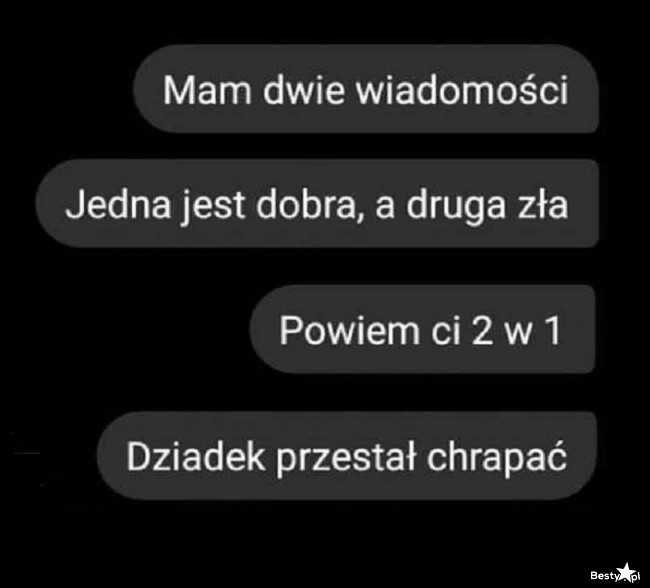 Mam dwie wiadomości
Jedna jest dobra, a druga zła
Powiem ci 2 w 1
Dziadek przestał chrapać
Besty.pl